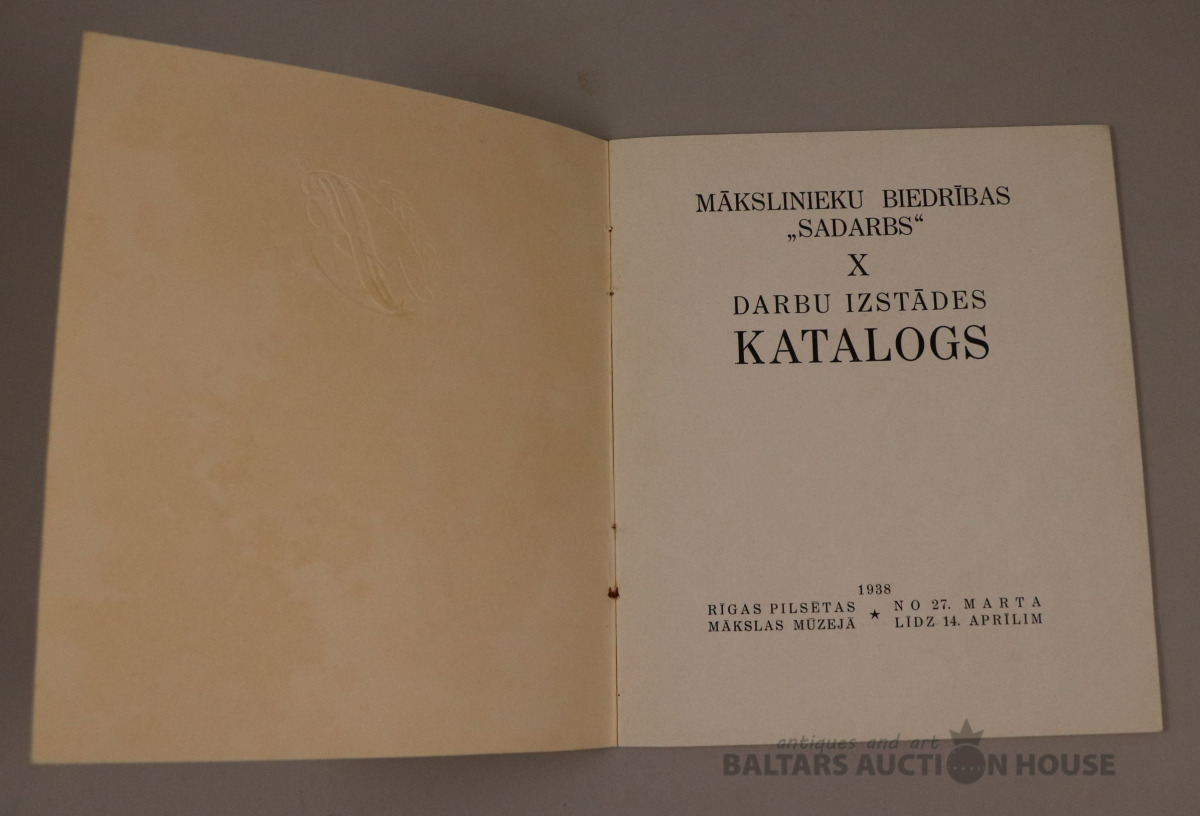 MĀKSLINIEKU BIEDRĪBAS
„SADARBS“
X
DARBU IZSTĀDES
KATALOGS
1938
RĪGAS PILSĒTAS ★ NO 27. MARTA
MĀKSLAS MŪZEJĀ LĪDZ 14. APRĪLIM
antiques and art
BALTARS AUCTION HOUSE